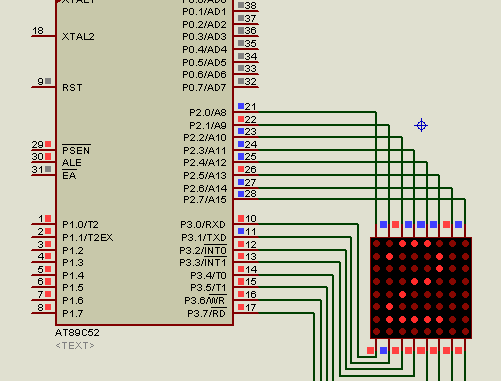 XTAL1
18 XTAL2
9 RST
29 PSEN
30 ALE
31 EA
1 P1.0/T2
2 P1.1/T2EX
3 P1.2
4 P1.3
5 P1.4
6 P1.5
7 P1.6
8 P1.7
P0.1/AD1 38
P0.2/AD2 37
P0.3/AD3 36
P0.4/AD4 35
P0.5/AD5 34
P0.6/AD6 33
P0.7/AD7 32
P2.0/A8 21
P2.1/A9 22
P2.2/A10 23
P2.3/A11 24
P2.4/A12 25
P2.5/A13 26
P2.6/A14 27
P2.7/A15 28
P3.0/RXD 10
P3.1/TXD 11
P3.2/INT0 12
P3.3/INT1 13
P3.4/T0 14
P3.5/T1 15
P3.6/WR 16
P3.7/RD 17
AT89C52
<TEXT>